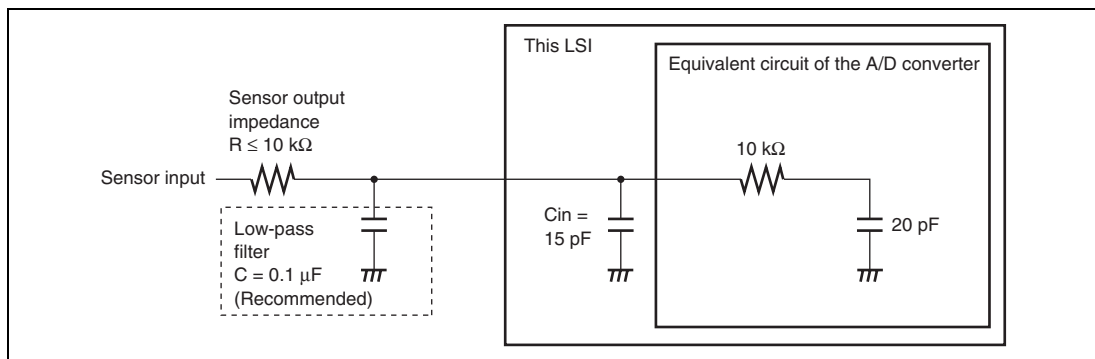 This LSI
Equivalent circuit of the A/D converter
Sensor output
impedance
R ≤ 10 kΩ
10 kΩ
Sensor input
Low-pass
filter
C = 0.1 μF
(Recommended)
Cin =
15 pF
20 pF